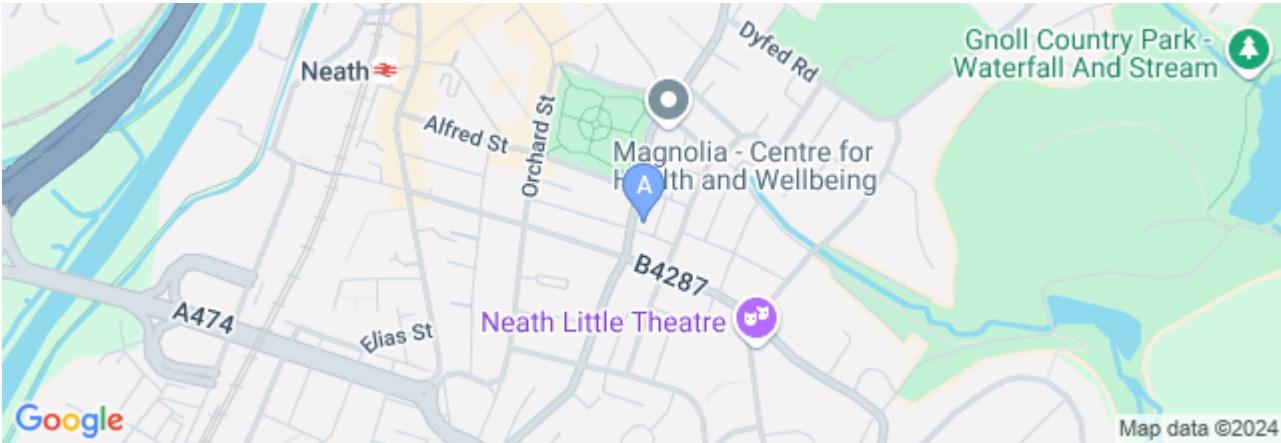 Dyfed Rd
Gnoll Country Park -
Waterfall And Stream
Neath
Orchard St
Alfred St
Magnolia - Centre for
Health and Wellbeing
A
B4287
A474
Neath Little Theatre
Elias St
Google
Map data ©2024